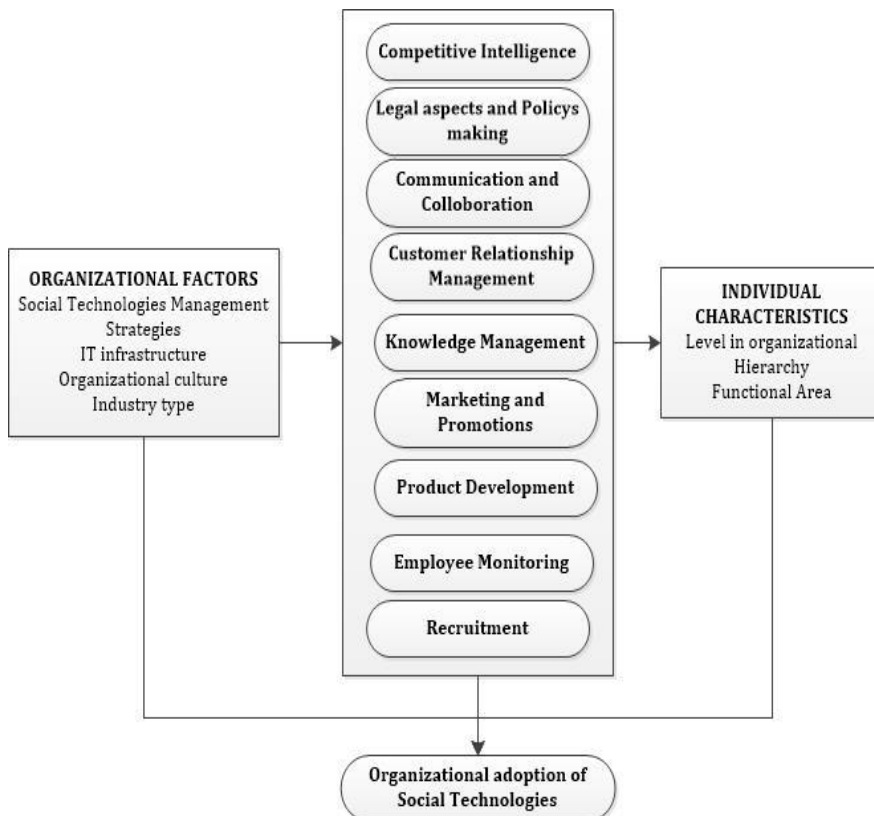 Competitive Intelligence
Legal aspects and Policys
making
Communication and
Colloboration
Customer Relationship
Management
Knowledge Management
Marketing and
Promotions
Product Development
Employee Monitoring
Recruitment
ORGANIZATIONAL FACTORS
Social Technologies Management
Strategies
IT infrastructure
Organizational culture
Industry type
INDIVIDUAL
CHARACTERISTICS
Level in organizational
Hierarchy
Functional Area
Organizational adoption of
Social Technologies